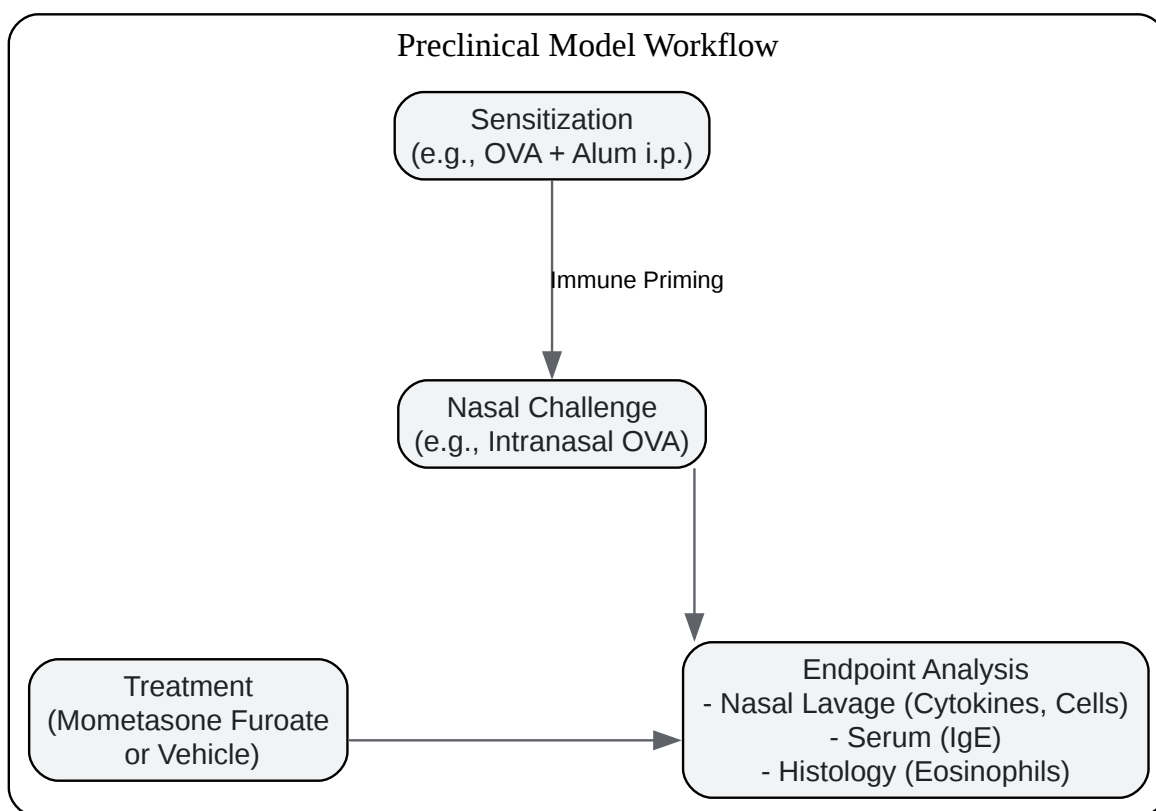 Preclinical Model Workflow
Sensitization
(e.g., OVA + Alum i.p.)
Immune Priming
Nasal Challenge
(e.g., Intranasal OVA)
Treatment
(Mometasone Furoate
or Vehicle)
Endpoint Analysis
- Nasal Lavage (Cytokines, Cells)
- Serum (IgE)
- Histology (Eosinophils)